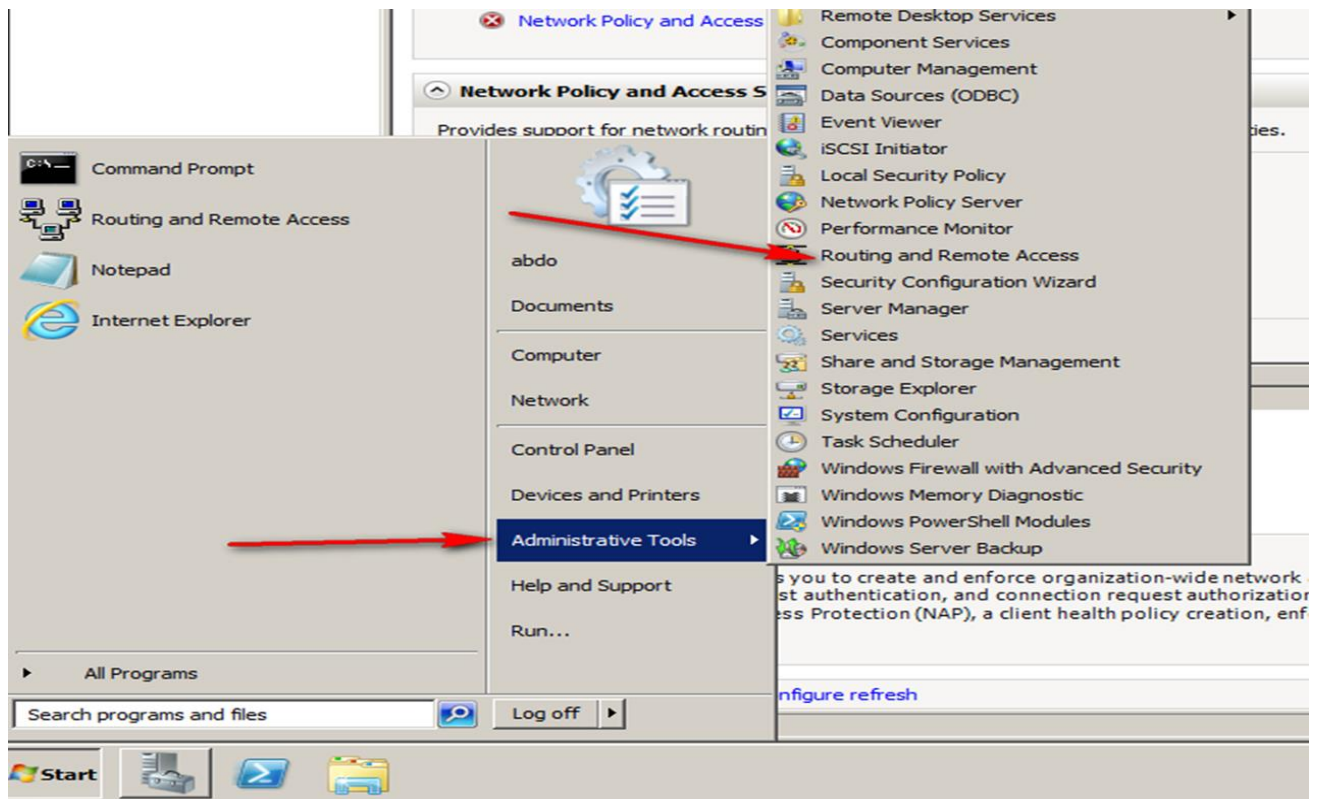 Network Policy and Access
Network Policy and Access S
Provides support for network routin
ties.
Command Prompt
Routing and Remote Access
Notepad
Internet Explorer
All Programs
Search programs and files
abdo
Documents
Computer
Network
Control Panel
Devices and Printers
Administrative Tools
Help and Support
Run...
Log off
Remote Desktop Services
Component Services
Computer Management
Data Sources (ODBC)
Event Viewer
iSCSI Initiator
Local Security Policy
Network Policy Server
Performance Monitor
Routing and Remote Access
Security Configuration Wizard
Server Manager
Services
Share and Storage Management
Storage Explorer
System Configuration
Task Scheduler
Windows Firewall with Advanced Security
Windows Memory Diagnostic
Windows PowerShell Modules
Windows Server Backup
s you to create and enforce organization-wide network
st authentication, and connection request authorization
ess Protection (NAP), a client health policy creation, enf
nfigure refresh
Start